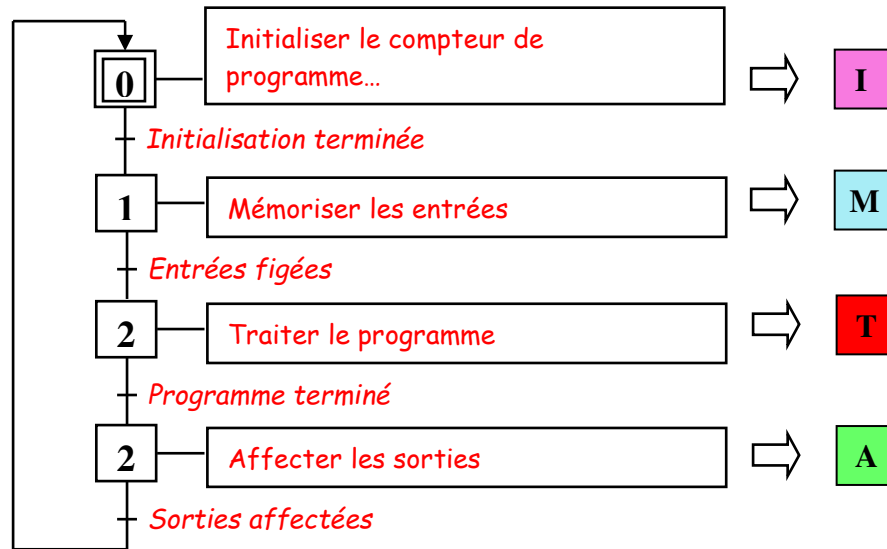 Initialiser le compteur de
programme...
0
I
Initialisation terminée
1
Mémoriser les entrées
M
Entrées figées
2
Traiter le programme
T
Programme terminé
2
Affecter les sorties
A
Sorties affectées